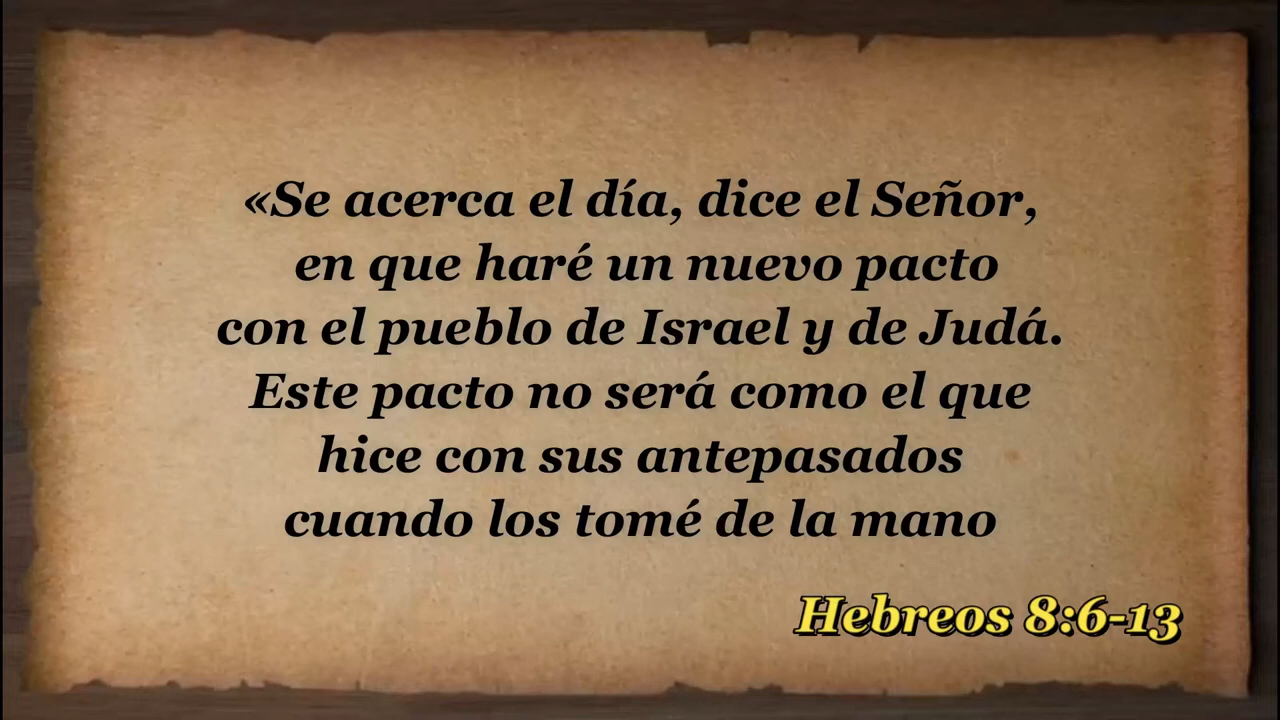 «Se acerca el día, dice el Señor,
en que haré un nuevo pacto
con el pueblo de Israel y de Judá.
Este pacto no será como el que
hice con sus antepasados
cuando los tomé de la mano
Hebreos 8:6-13